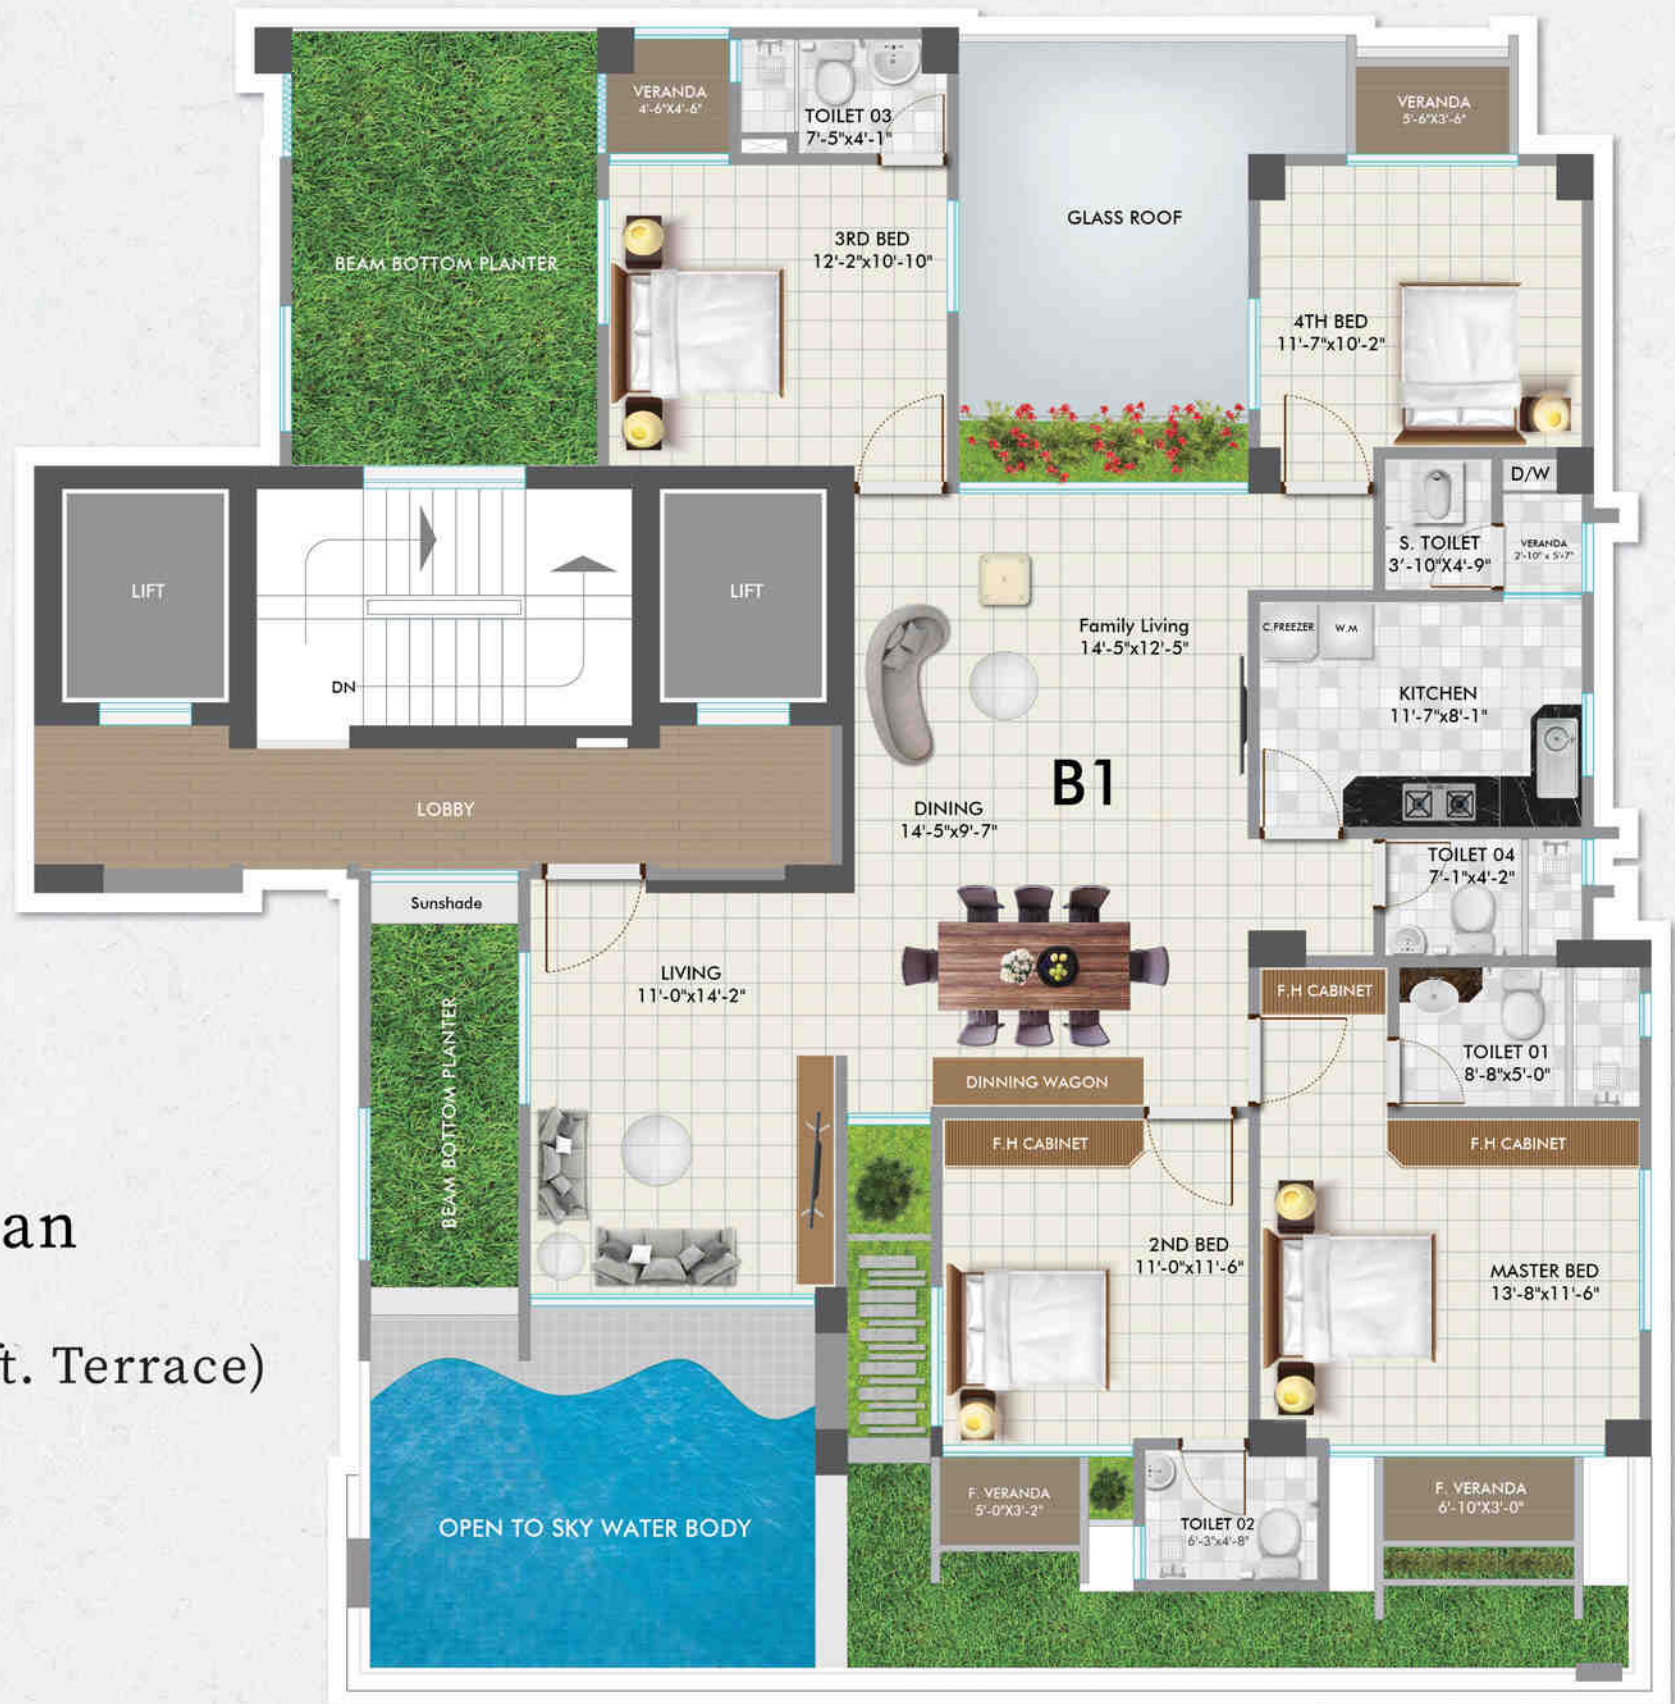 VERANDA
4'-6"X4'-6"
TOILET 03
7'-5"x4'-1"
VERANDA
5'-6"X3'-6"
BEAM BOTTOM PLANTER
3RD BED
12'-2"x10'-10"
GLASS ROOF
4TH BED
11'-7"x10'-2"
D/W
S. TOILET
3'-10"X4'-9"
VERANDA
2'-10" x 5'-7"
LIFT
LIFT
DN
Family Living
14'-5"x12'-5"
C.FREEZER
W.M
KITCHEN
11'-7"x8'-1"
B1
LOBBY
DINING
14'-5"x9'-7"
TOILET 04
7'-1"x4'-2"
Sunshade
LIVING
11'-0"x14'-2"
F.H CABINET
BEAM BOTTOM PLANTER
TOILET 01
8'-8"x5'-0"
DINNING WAGON
F.H CABINET
F.H CABINET
2ND BED
11'-0"x11'-6"
MASTER BED
13'-8"x11'-6"
an
t. Terrace)
F. VERANDA
5'-0"X3'-2"
F. VERANDA
6'-10"X3'-0"
TOILET 02
6'-3"x4'-8"
OPEN TO SKY WATER BODY